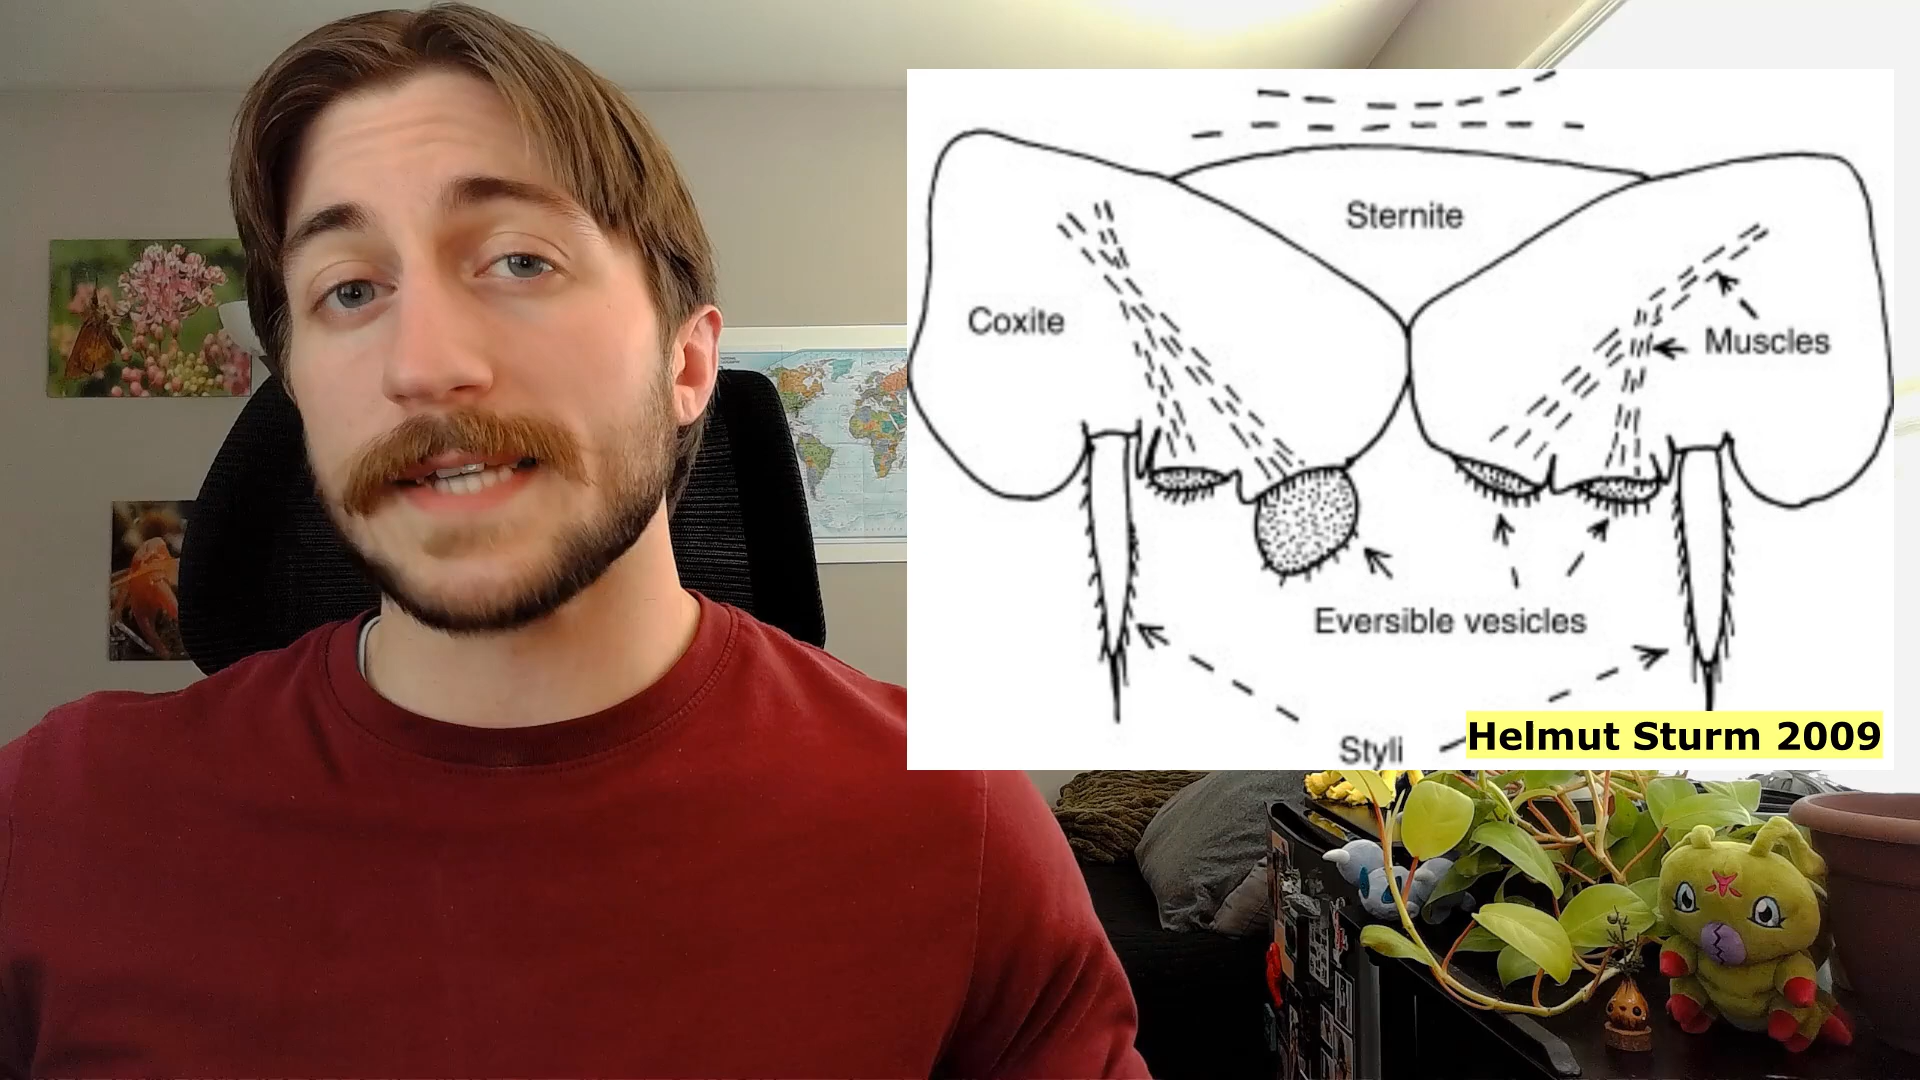 Sternite
Coxite
Muscles
Eversible vesicles
Styli
Helmut Sturm 2009